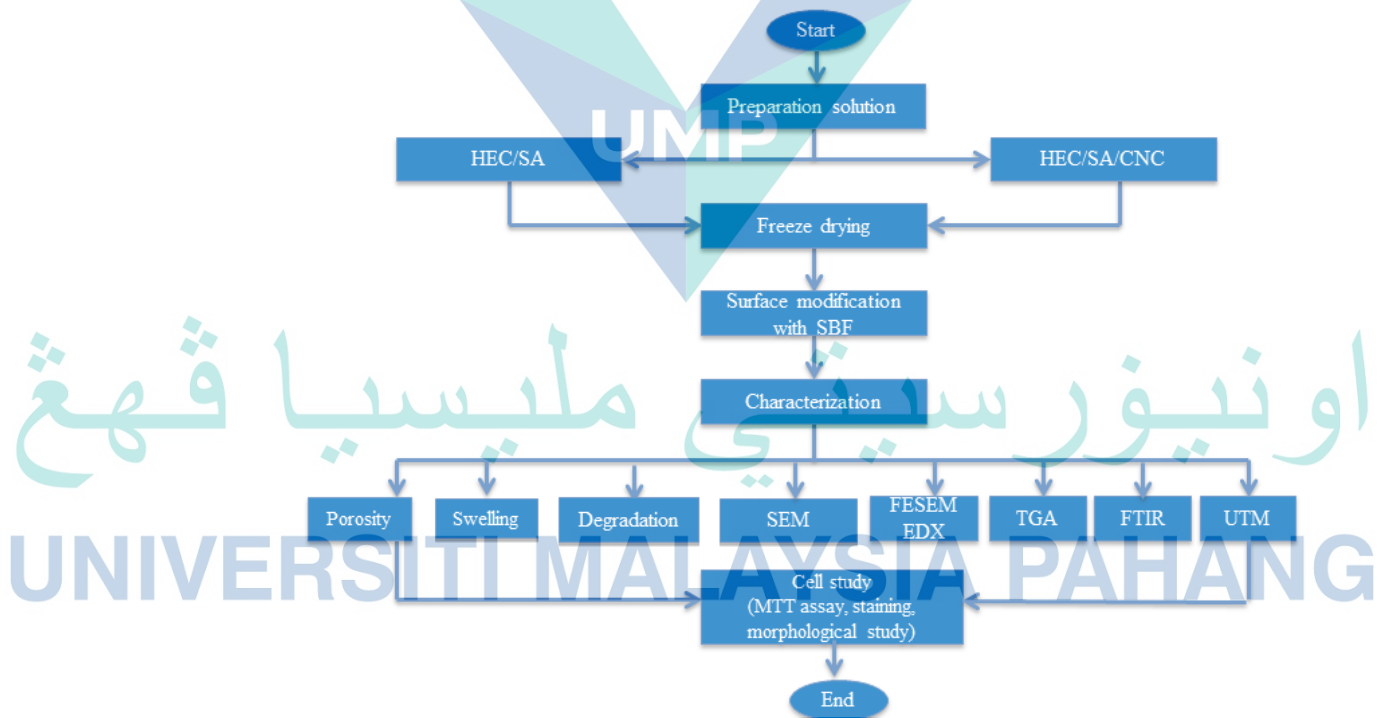 Start
Preparation solution
UMP
HEC/SA
HEC/SA/CNC
Freeze drying
Surface modification
with SBF
Characterization
اونيۏرسيتي مليسيا ڤهڠ
Porosity
Swelling
Degradation
SEM
FESEM
EDX
TGA
FTIR
UTM
UNIVERSITI MALAYSIA PAHANG
Cell study
(MTT assay, staining,
morphological study)
End